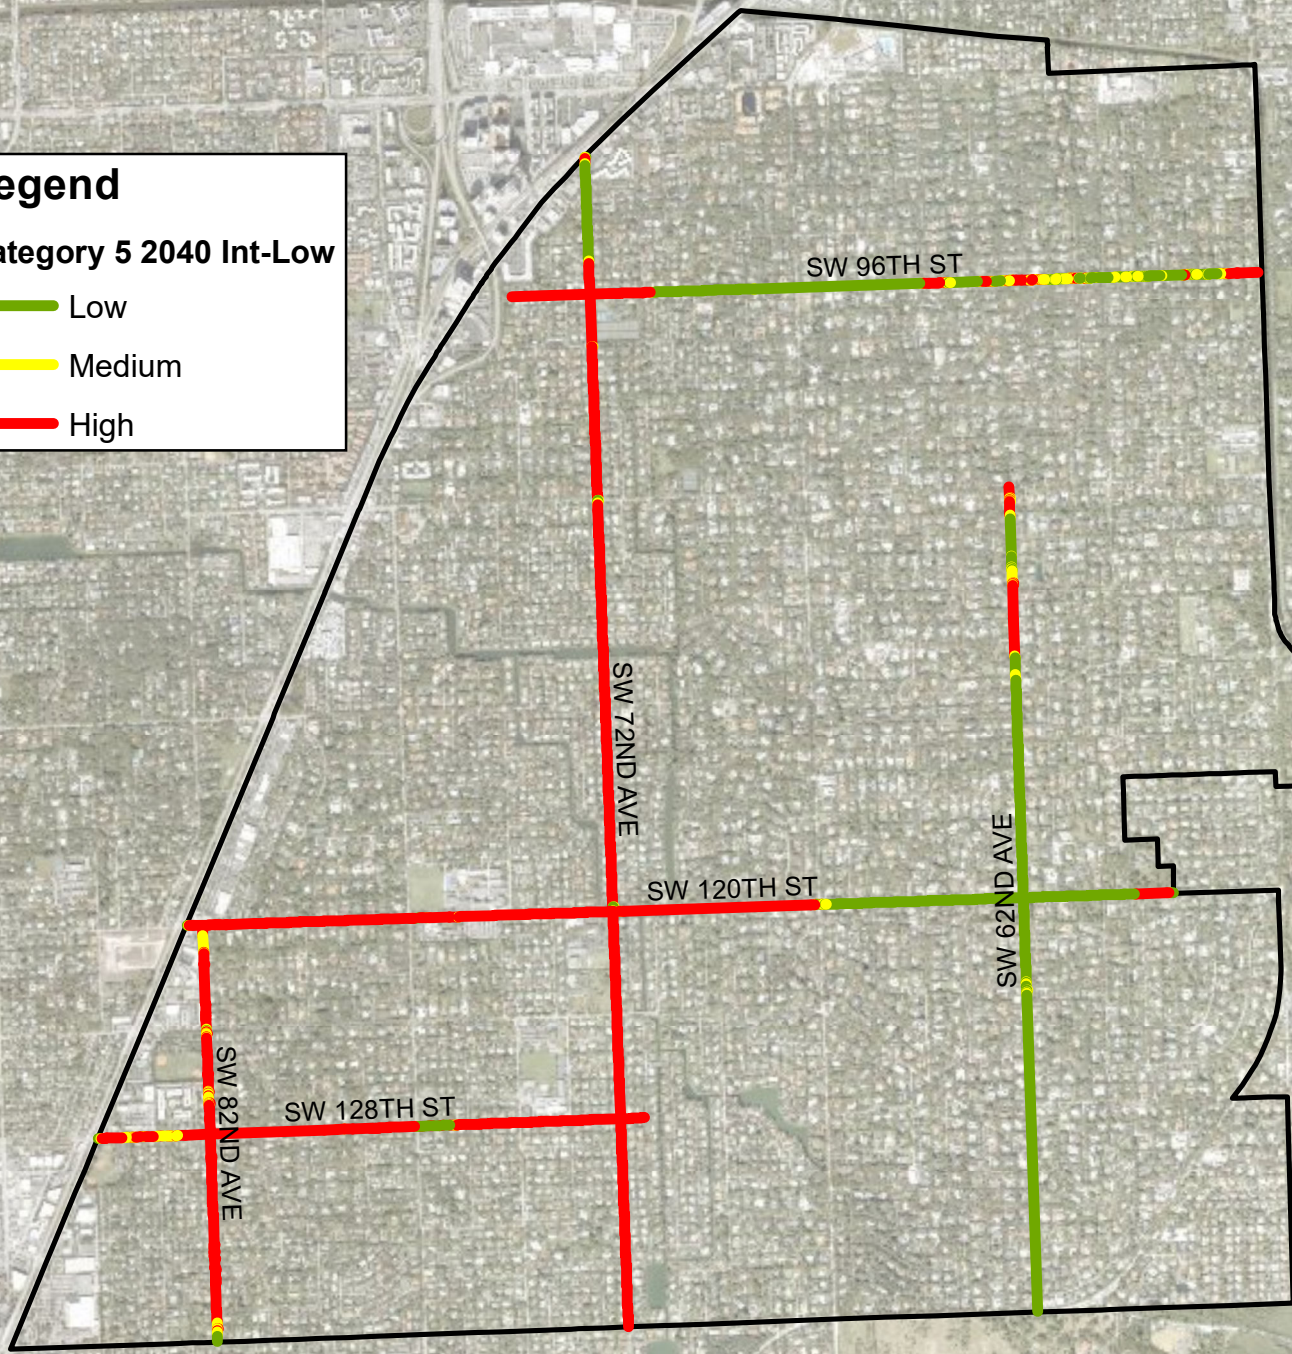 egend
ategory 5 2040 Int-Low
Low
Medium
High
SW 96TH ST
SW 72ND AVE
SW 62ND AVE
SW 120TH ST
SW 128TH ST
SW 82ND AVE